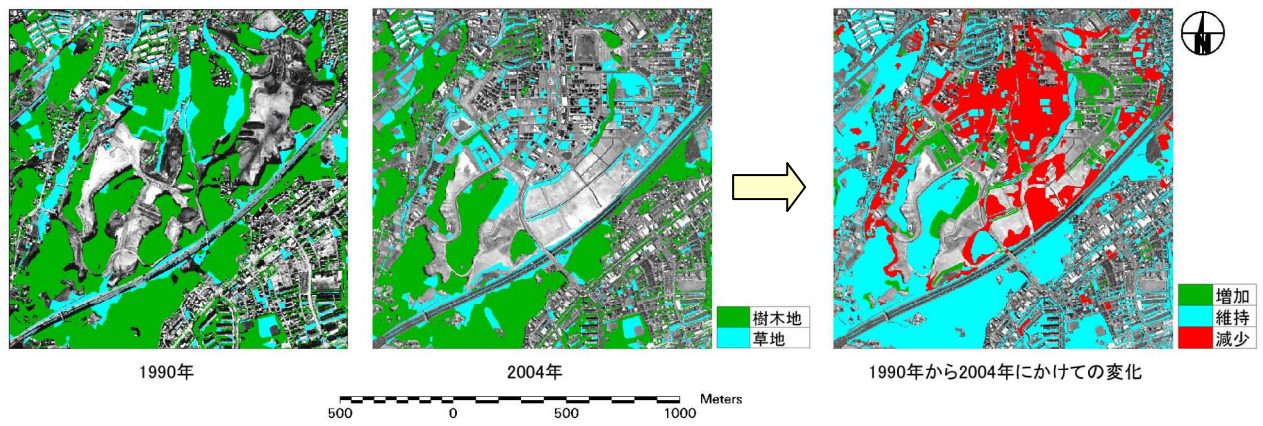 N
樹木地
草地
増加
維持
減少
1990年
2004年
1990年から2004年にかけての変化
500 0 500 1000 Meters